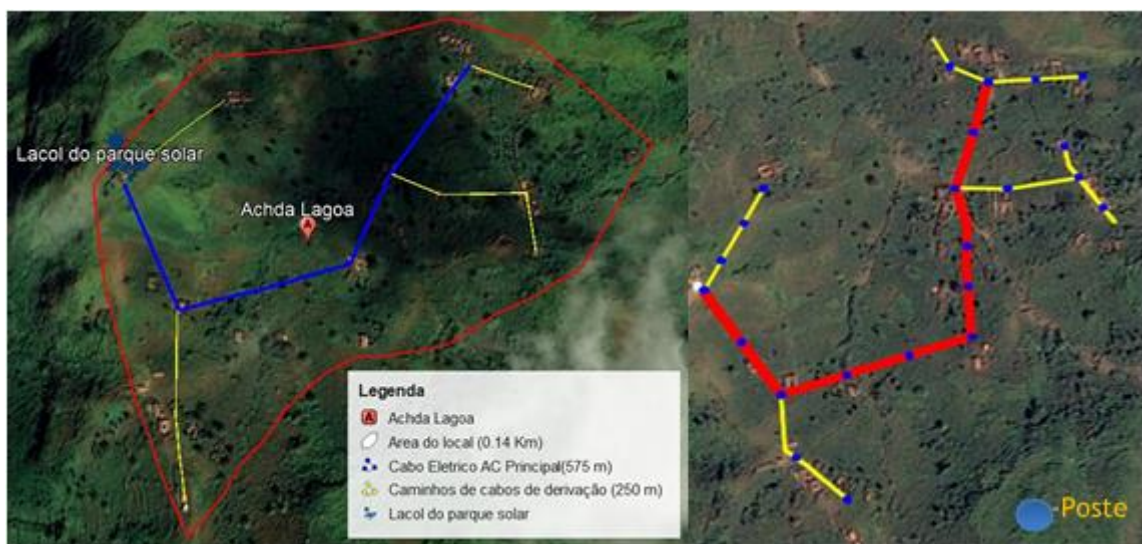 Lacol do parque solar
Achda Lagoa
A
Legenda
A Achda Lagoa
Area do local (0.14 Km)
Cabo Eletrico AC Principal(575 m)
Caminhos de cabos de derivação (250 m)
Lacol do parque solar
Poste